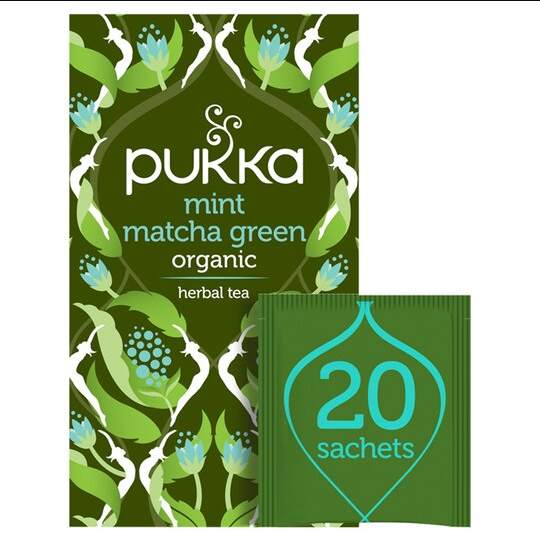 pukka
mint
matcha green
organic
herbal tea
20
sachets